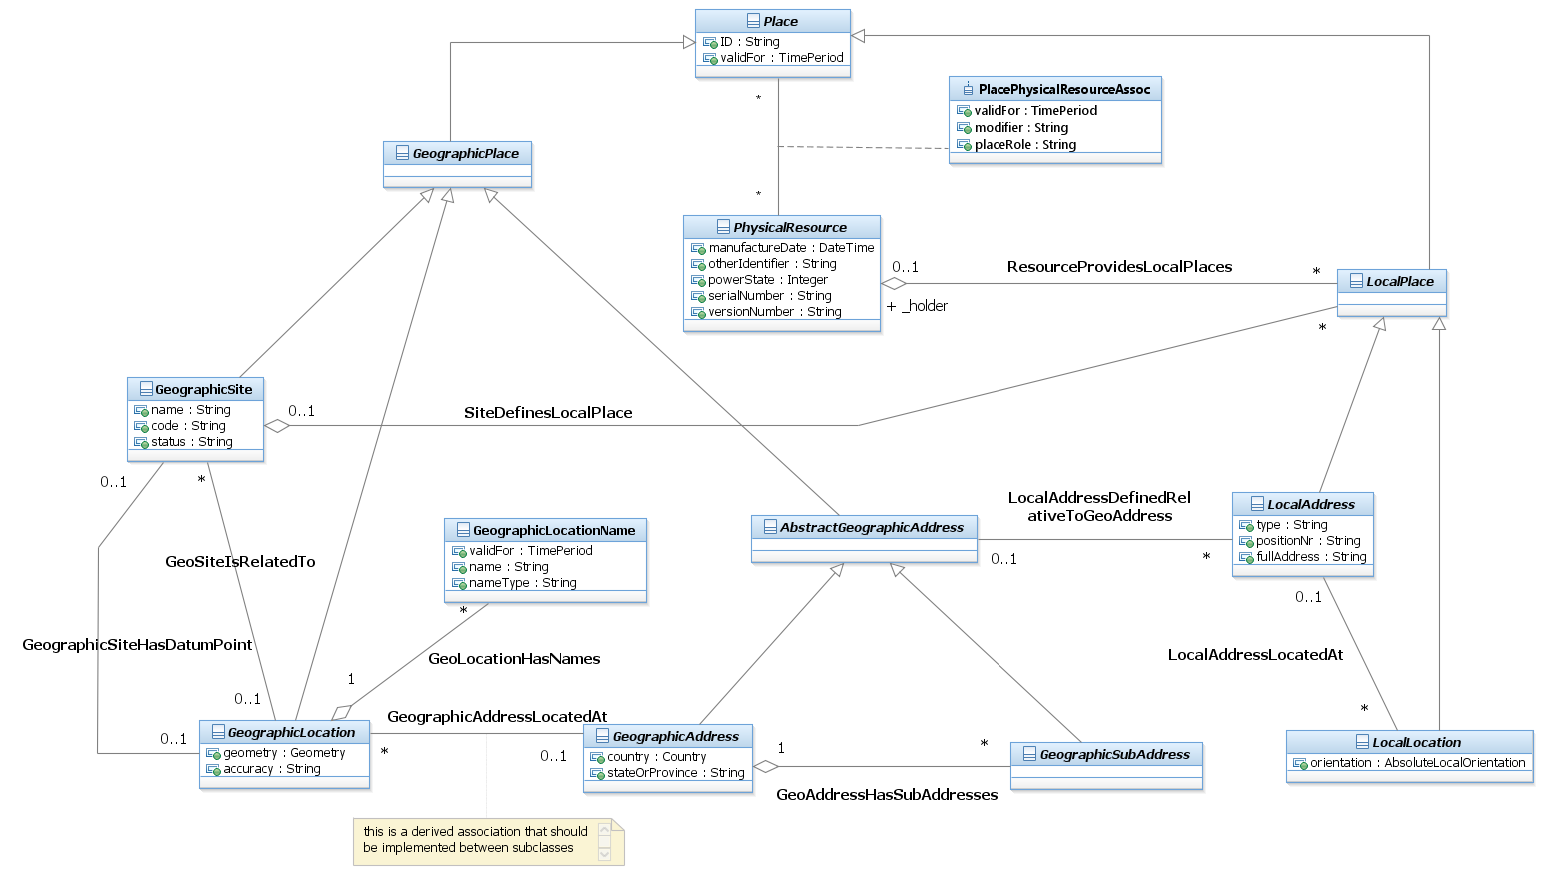 Place
ID : String
validFor : TimePeriod
*
*
PlacePhysicalResourceAssoc
validFor : TimePeriod
modifier : String
placeRole : String
GeographicPlace
PhysicalResource
manufactureDate : DateTime
otherIdentifier : String
powerState : Integer
serialNumber : String
versionNumber : String
0..1
+ _holder
ResourceProvidesLocalPlaces
*
LocalPlace
*
GeographicSite
name : String
code : String
status : String
0..1
SiteDefinesLocalPlace
0..1
*
GeoSiteIsRelatedTo
GeographicSiteHasDatumPoint
0..1
0..1
GeographicLocationName
validFor : TimePeriod
name : String
nameType : String
*
GeoLocationHasNames
1
AbstractGeographicAddress
LocalAddressDefinedRel
ativeToGeoAddress
0..1
*
LocalAddress
type : String
positionNr : String
fullAddress : String
0..1
LocalAddressLocatedAt
*
GeographicLocation
geometry : Geometry
accuracy : String
GeographicAddressLocatedAt
*
0..1
GeographicAddress
country : Country
stateOrProvince : String
1
*
GeoAddressHasSubAddresses
GeographicSubAddress
LocalLocation
orientation : AbsoluteLocalOrientation
this is a derived association that should
be implemented between subclasses